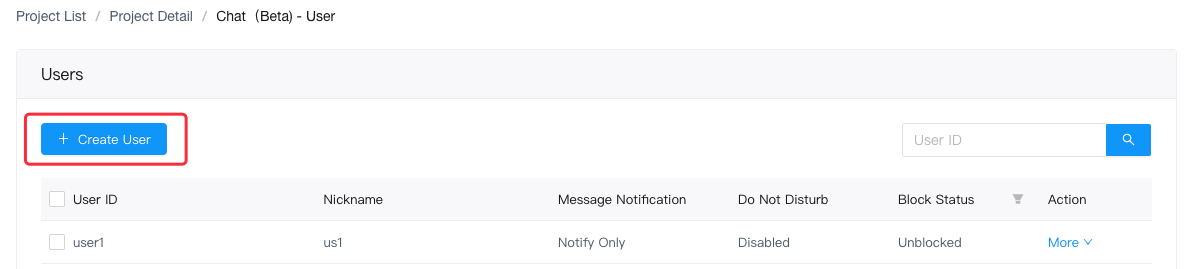 Project List / Project Detail / Chat（Beta) - User
Users
+ Create User
User ID
User ID Nickname Message Notification Do Not Disturb Block Status Action
user1 us1 Notify Only Disabled Unblocked More